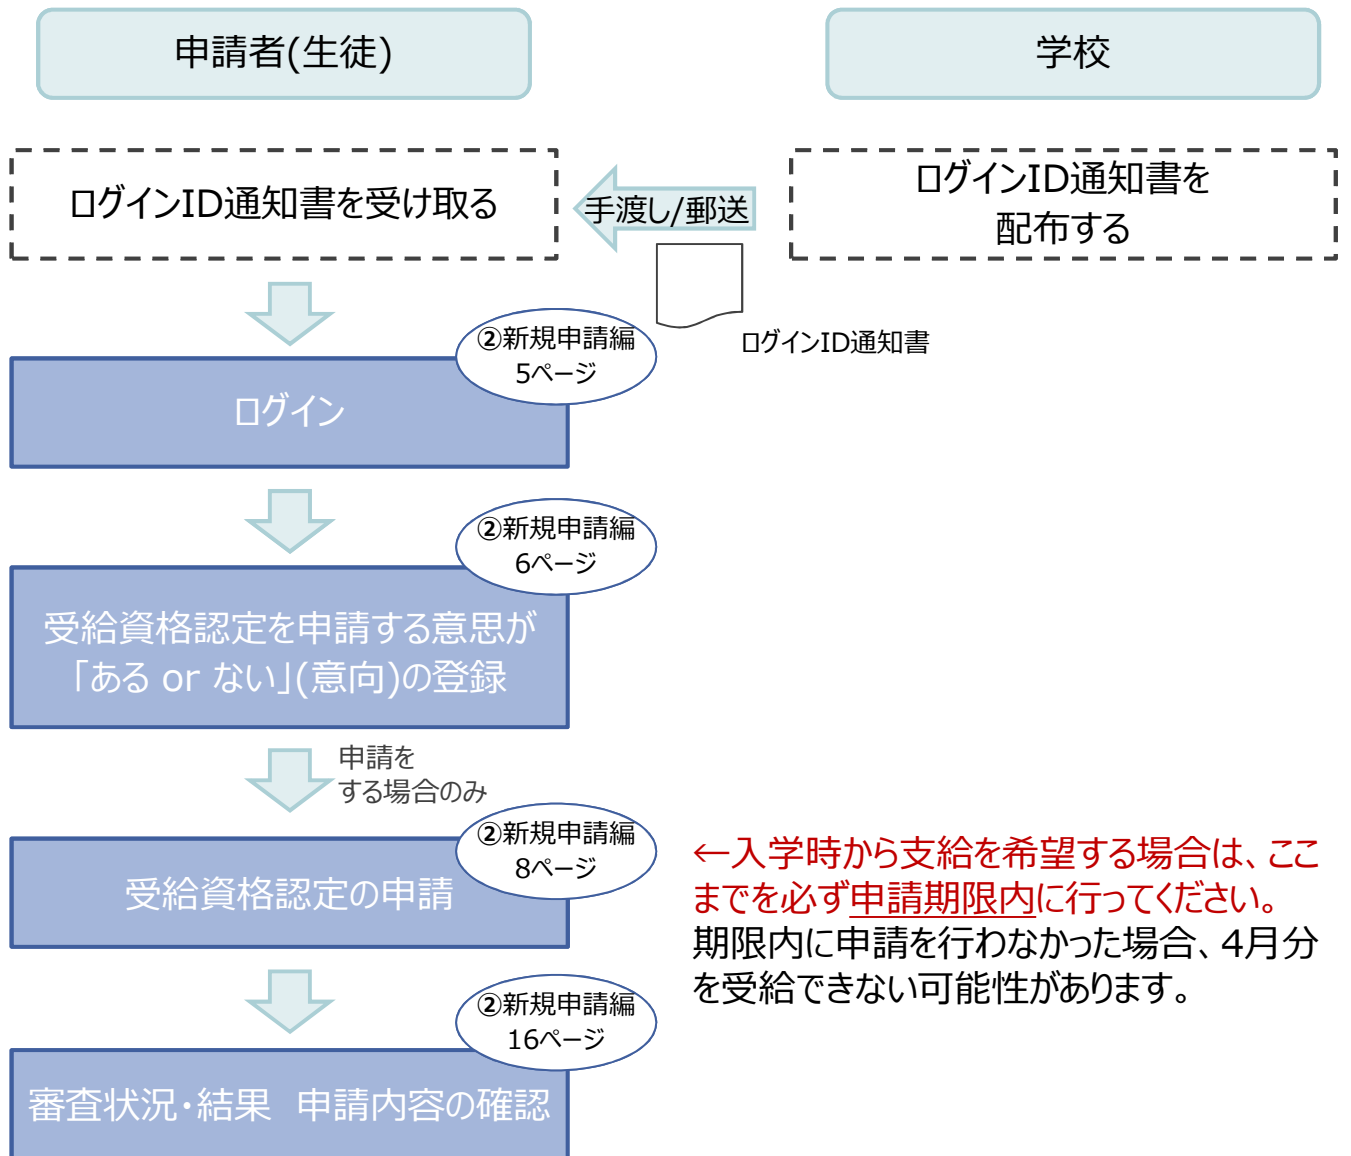 申請者(生徒)
学校
ログインID通知書を受け取る
手渡し/郵送
ログインID通知書を
配布する
ログインID通知書
②新規申請編
5ページ
ログイン
②新規申請編
6ページ
受給資格認定を申請する意思が
「ある or ない」(意向)の登録
申請を
する場合のみ
②新規申請編
8ページ
受給資格認定の申請
←入学時から支給を希望する場合は、ここ
までを必ず申請期限内に行ってください。
期限内に申請を行わなかった場合、4月分
を受給できない可能性があります。
②新規申請編
16ページ
審査状況・結果　申請内容の確認